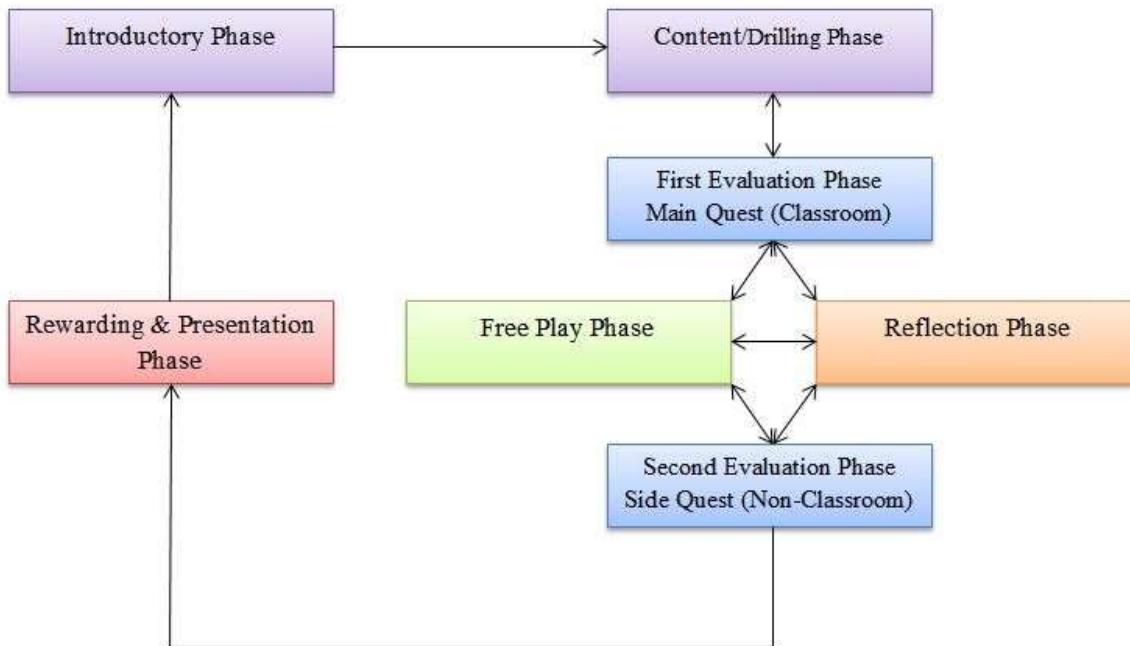 Introductory Phase
Content/Drilling Phase
First Evaluation Phase
Main Quest (Classroom)
Rewarding & Presentation
Phase
Free Play Phase
Reflection Phase
Second Evaluation Phase
Side Quest (Non-Classroom)